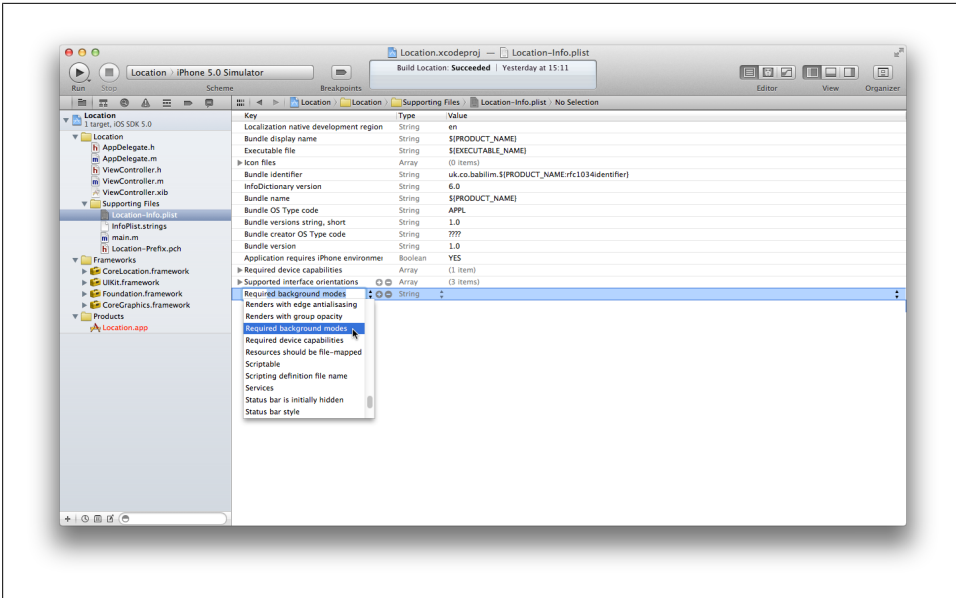 Location.xcodeproj — Location-Info.plist
Location › iPhone 5.0 Simulator
Build Location: Succeeded | Yesterday at 15:11
Run Stop Scheme Breakpoints Editor View Organizer
Location › Location › Supporting Files › Location-Info.plist › No Selection
Location
1 target, iOS SDK 5.0
Location
h AppDelegate.h
m AppDelegate.m
h ViewController.h
m ViewController.m
ViewController.xib
Supporting Files
Location-Info.plist
InfoPlist.strings
m main.m
h Location-Prefix.pch
Frameworks
CoreLocation.framework
UIKit.framework
Foundation.framework
CoreGraphics.framework
Products
Location.app
Key Type Value
Localization native development region String en
Bundle display name String ${PRODUCT_NAME}
Executable file String ${EXECUTABLE_NAME}
Icon files Array (0 items)
Bundle identifier String uk.co.babilim.${PRODUCT_NAME:rfc1034identifier}
InfoDictionary version String 6.0
Bundle name String ${PRODUCT_NAME}
Bundle OS Type code String APPL
Bundle versions string, short String 1.0
Bundle creator OS Type code String ????
Bundle version String 1.0
Application requires iPhone environmer Boolean YES
Required device capabilities Array (1 item)
Supported interface orientations Array (3 items)
Required background modes String
Renders with edge antialisasing
Renders with group opacity
Required background modes
Required device capabilities
Resources should be file-mapped
Scriptable
Scripting definition file name
Services
Status bar is initially hidden
Status bar style